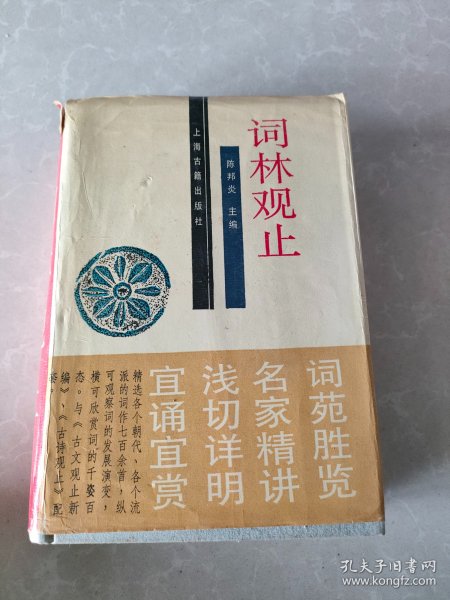 词林观止
陈邦炎 主编
上海古籍出版社
词苑胜览
名家精讲
浅切详明
宜诵宜赏
精选各个朝代、各个流
派的词作七百余首，纵
可观察词的发展演变，
横可欣赏词的千姿百
态。与《古文观止新
编》、《古诗观止》配
孔夫子旧书网
www.kongfz.com